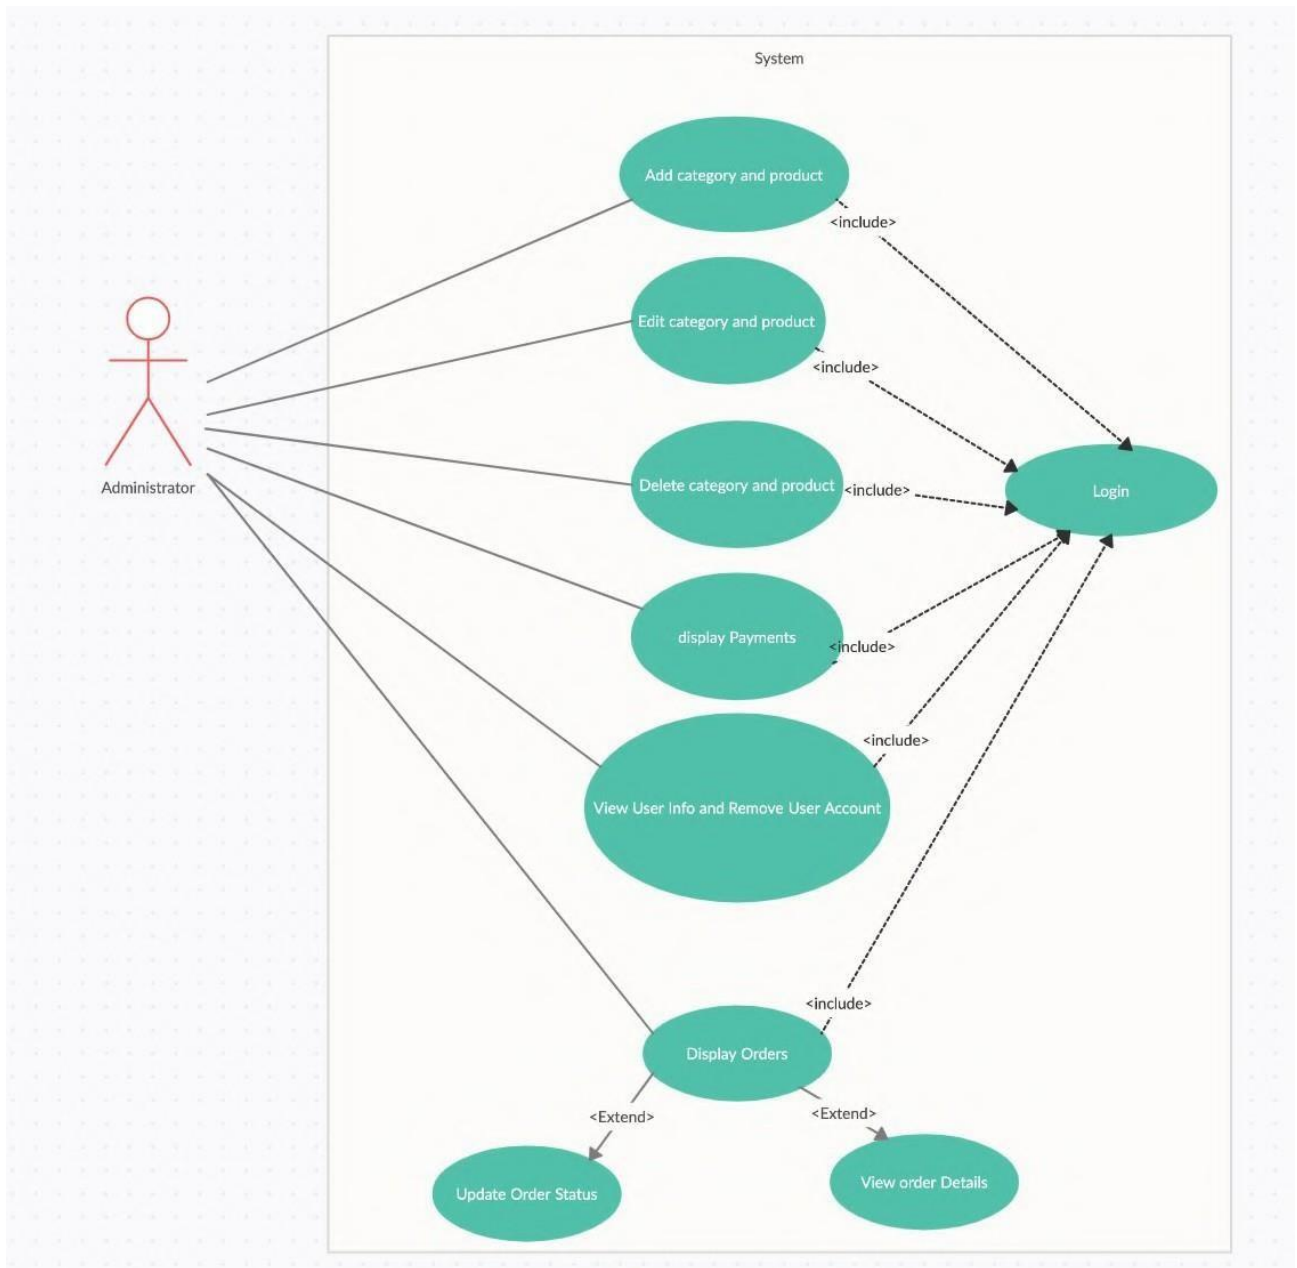 System
Add category and product
<include>
Edit category and product
<include>
Administrator
Delete category and product
<include>
Login
display Payments
<include>
<include>
View User Info and Remove User Account
<include>
Display Orders
<Extend>
<Extend>
Update Order Status
View order Details